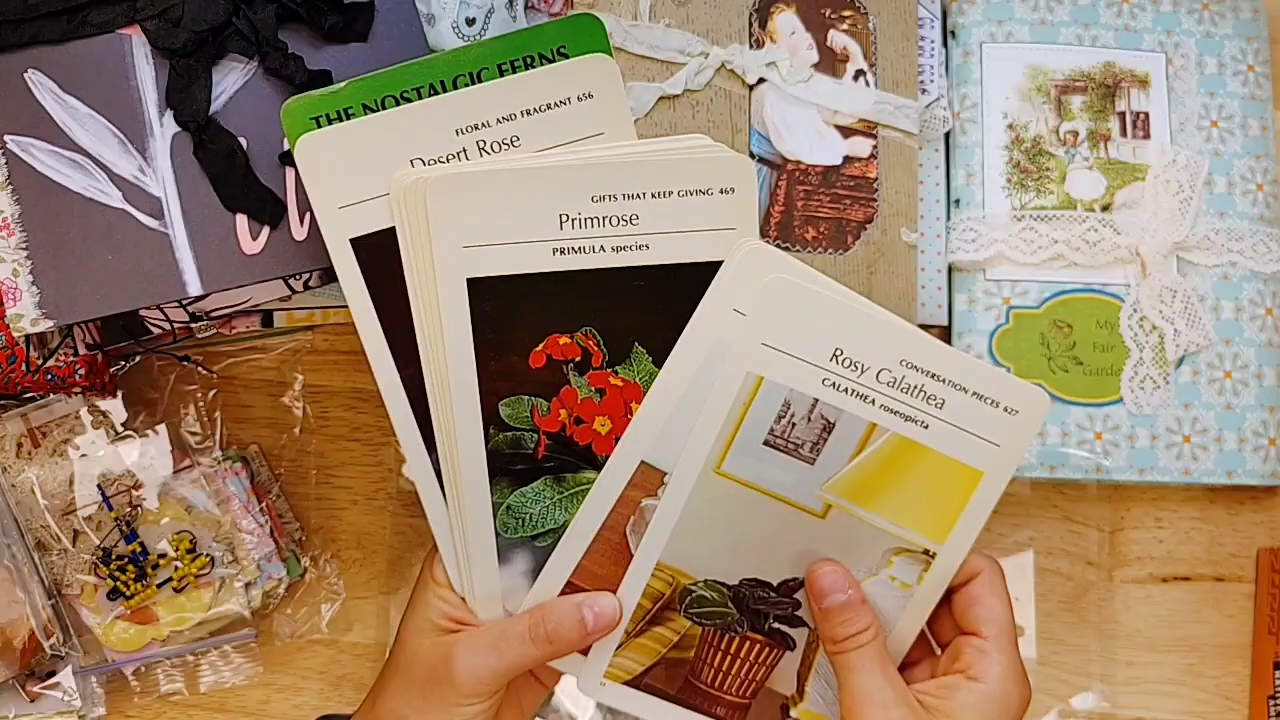 THE NOSTALGIC FERNS
FLORAL AND FRAGRANT 656
Desert Rose
GIFTS THAT KEEP GIVING 469
Primrose
PRIMULA species
CONVERSATION PIECES 627
Rosy Calathea
CALATHEA roseopicta
My
Fair
Garde